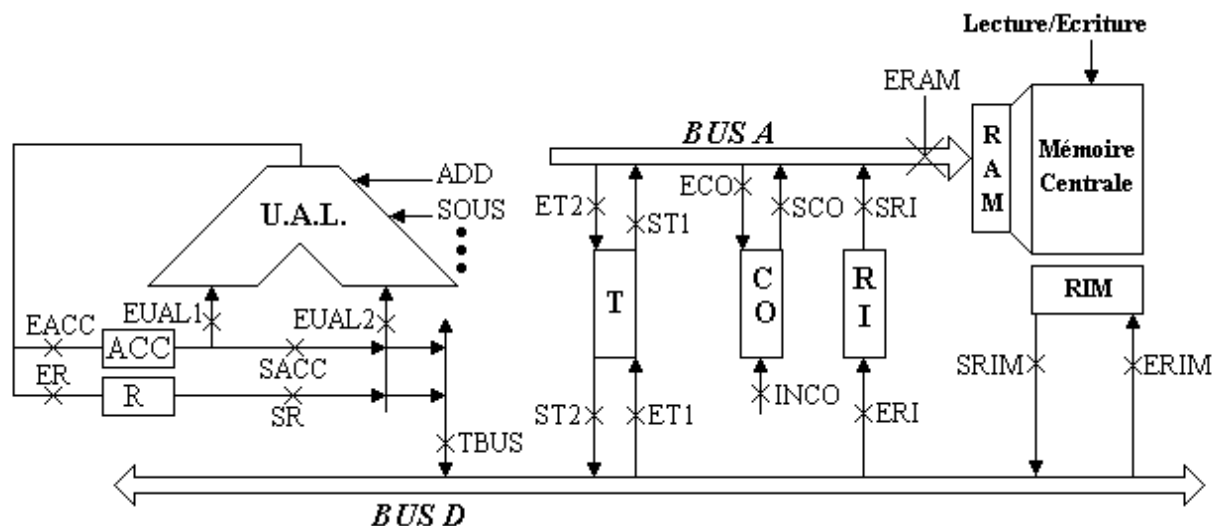 Lecture/Ecriture
ERAM
BUS A
R
A
M
Mémoire
Centrale
ADD
SOUS
U.A.L.
ET2
ST1
ECO
SCO
SRI
T
C
O
R
I
RIM
EUAL1
EUAL2
EACC
ACC
SACC
ER
R
SR
TBUS
ST2
ET1
INCO
ERI
SRIM
ERIM
BUS D